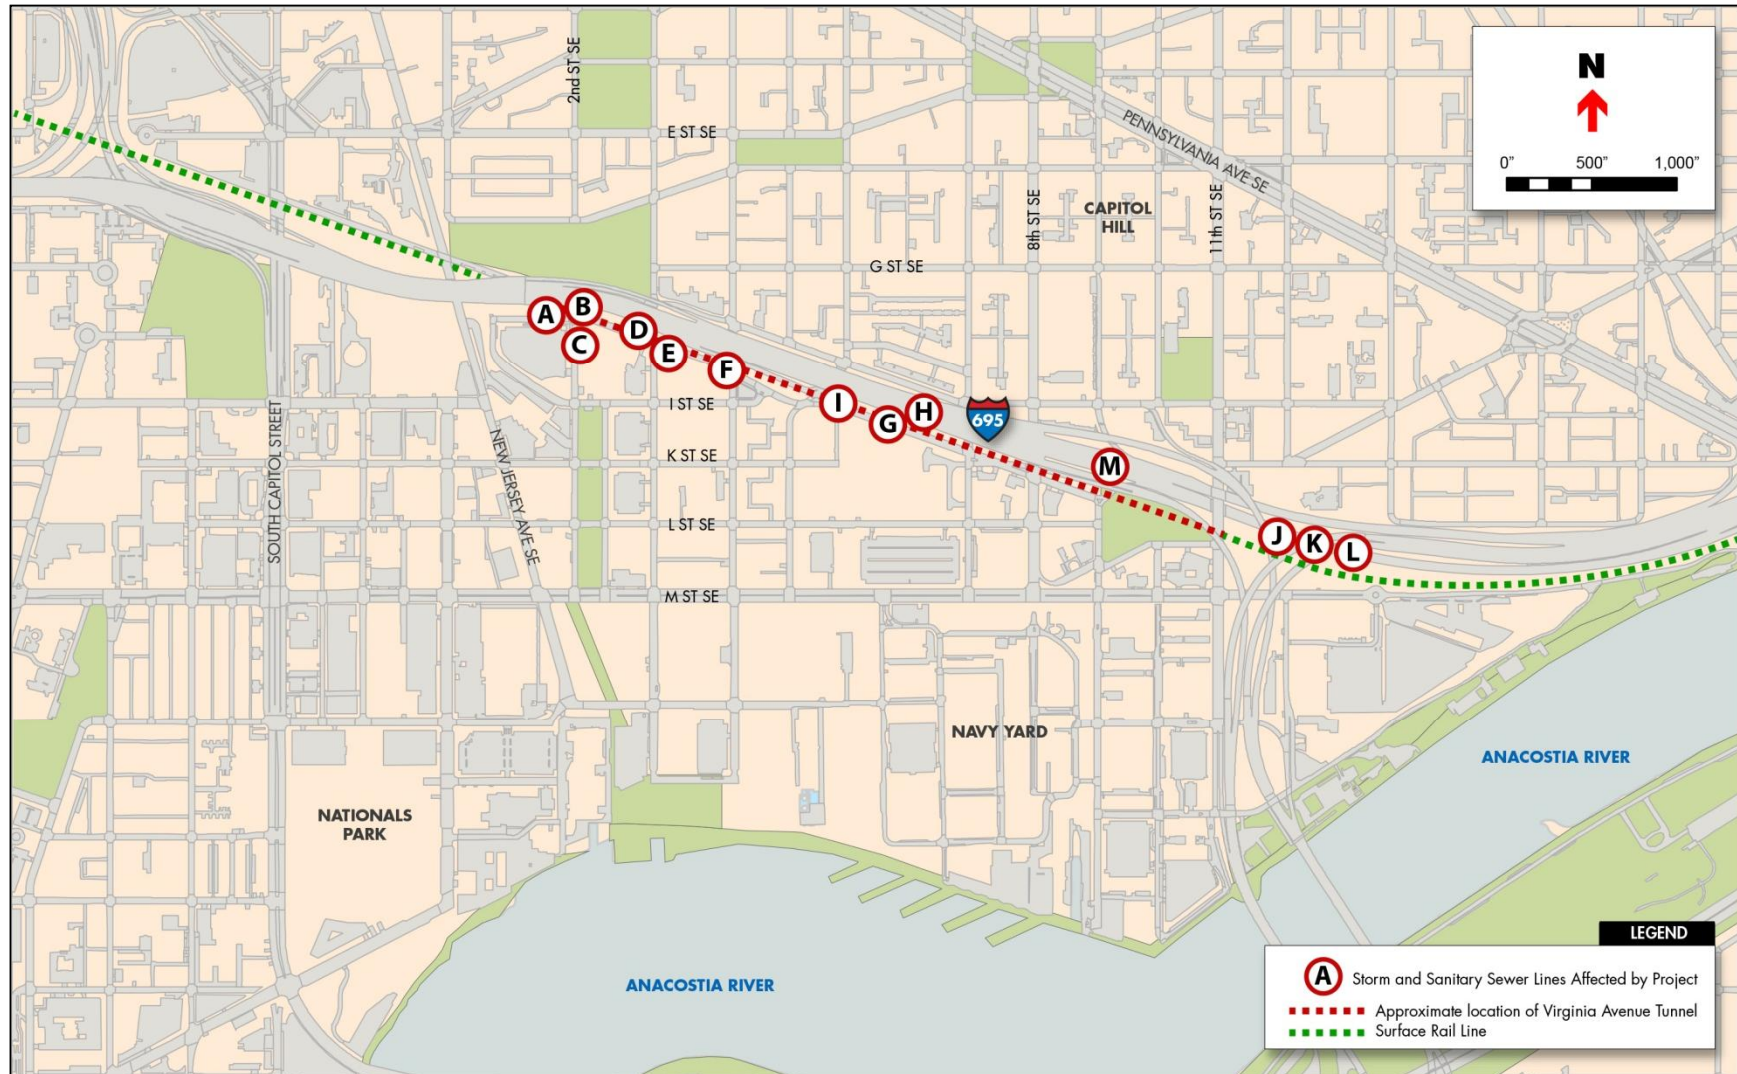 2nd ST SE
E ST SE
PENNSYLVANIA AVE SE
N
0" 500" 1,000"
8th ST SE
CAPITOL
HILL
11th ST SE
G ST SE
A
B
C
D
E
F
I
G
H
695
M
J
K
L
I ST SE
K ST SE
L ST SE
M ST SE
SOUTH CAPITOL STREET
NEW JERSEY AVE SE
NAVY YARD
NATIONALS
PARK
ANACOSTIA RIVER
ANACOSTIA RIVER
LEGEND
A Storm and Sanitary Sewer Lines Affected by Project
Approximate location of Virginia Avenue Tunnel
Surface Rail Line